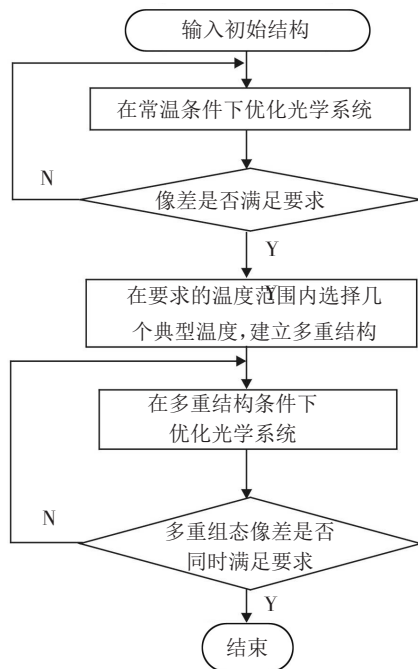 输入初始结构
在常温条件下优化光学系统
N
像差是否满足要求
Y
Y
在要求的温度范围内选择几
个典型温度,建立多重结构
在多重结构条件下
优化光学系统
N
多重组态像差是否
同时满足要求
Y
结束